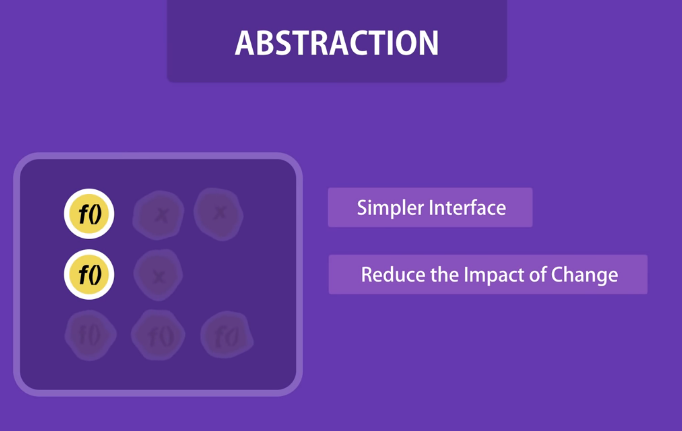 ABSTRACTION
f() x x
f() x
f() f() f()
Simpler Interface
Reduce the Impact of Change